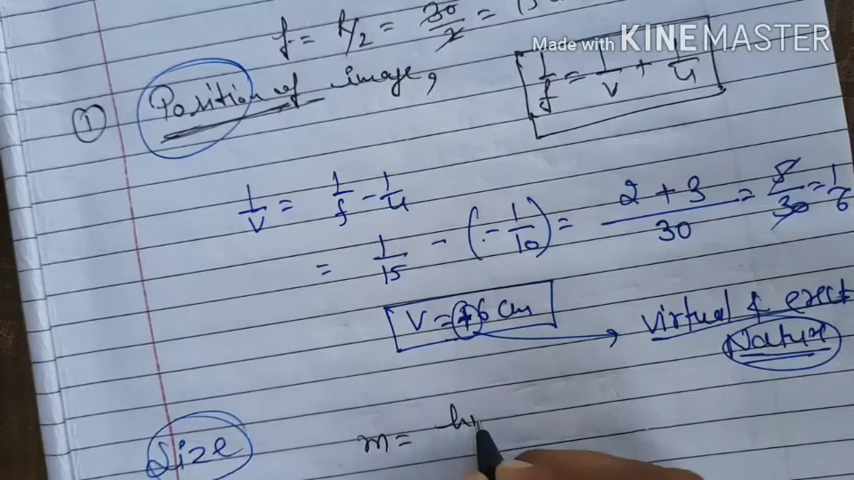 f = R/2 = 30/2 = 15
Made with KINEMASTER
① Position of image,
1/f = 1/v + 1/u
1/v = 1/f - 1/u
= 1/15 - (-1/10) = 2 + 3/30 = 5/30 = 1/6
V = +6 cm
virtual & erect
Nature
Size
m = h